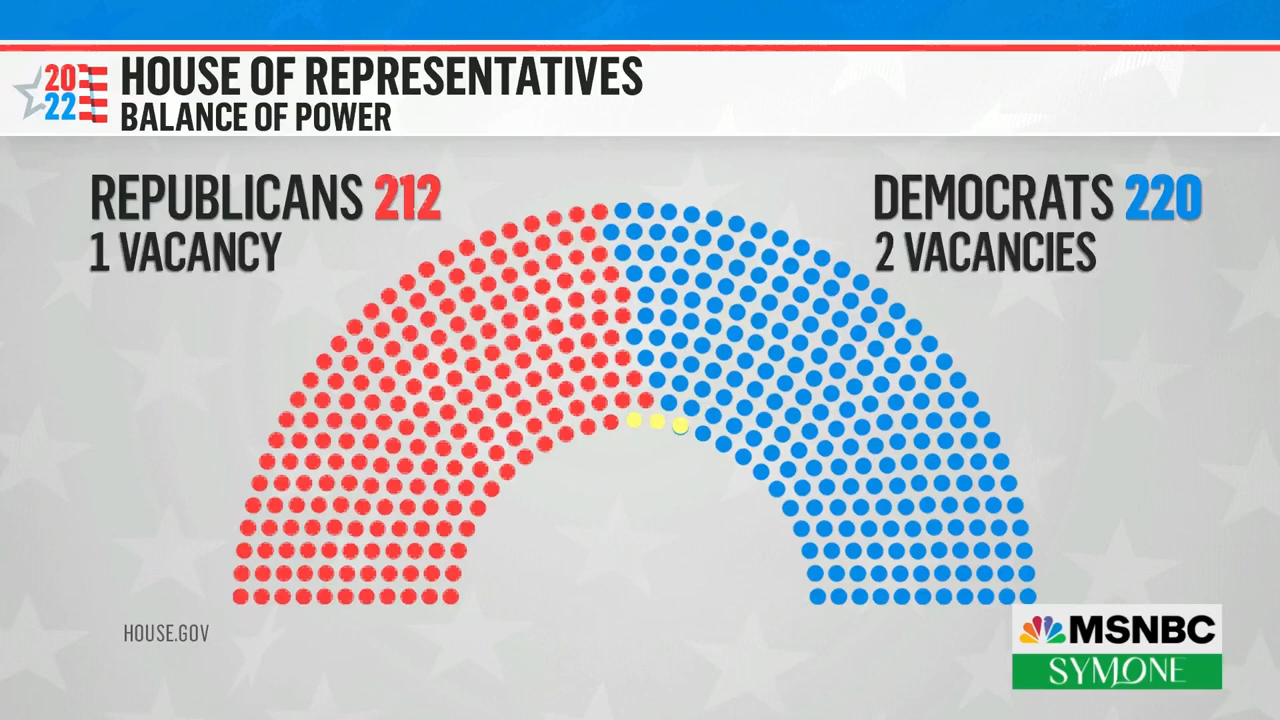 2022
HOUSE OF REPRESENTATIVES
BALANCE OF POWER
REPUBLICANS 212
1 VACANCY
DEMOCRATS 220
2 VACANCIES
HOUSE.GOV
MSNBC
SYMONE